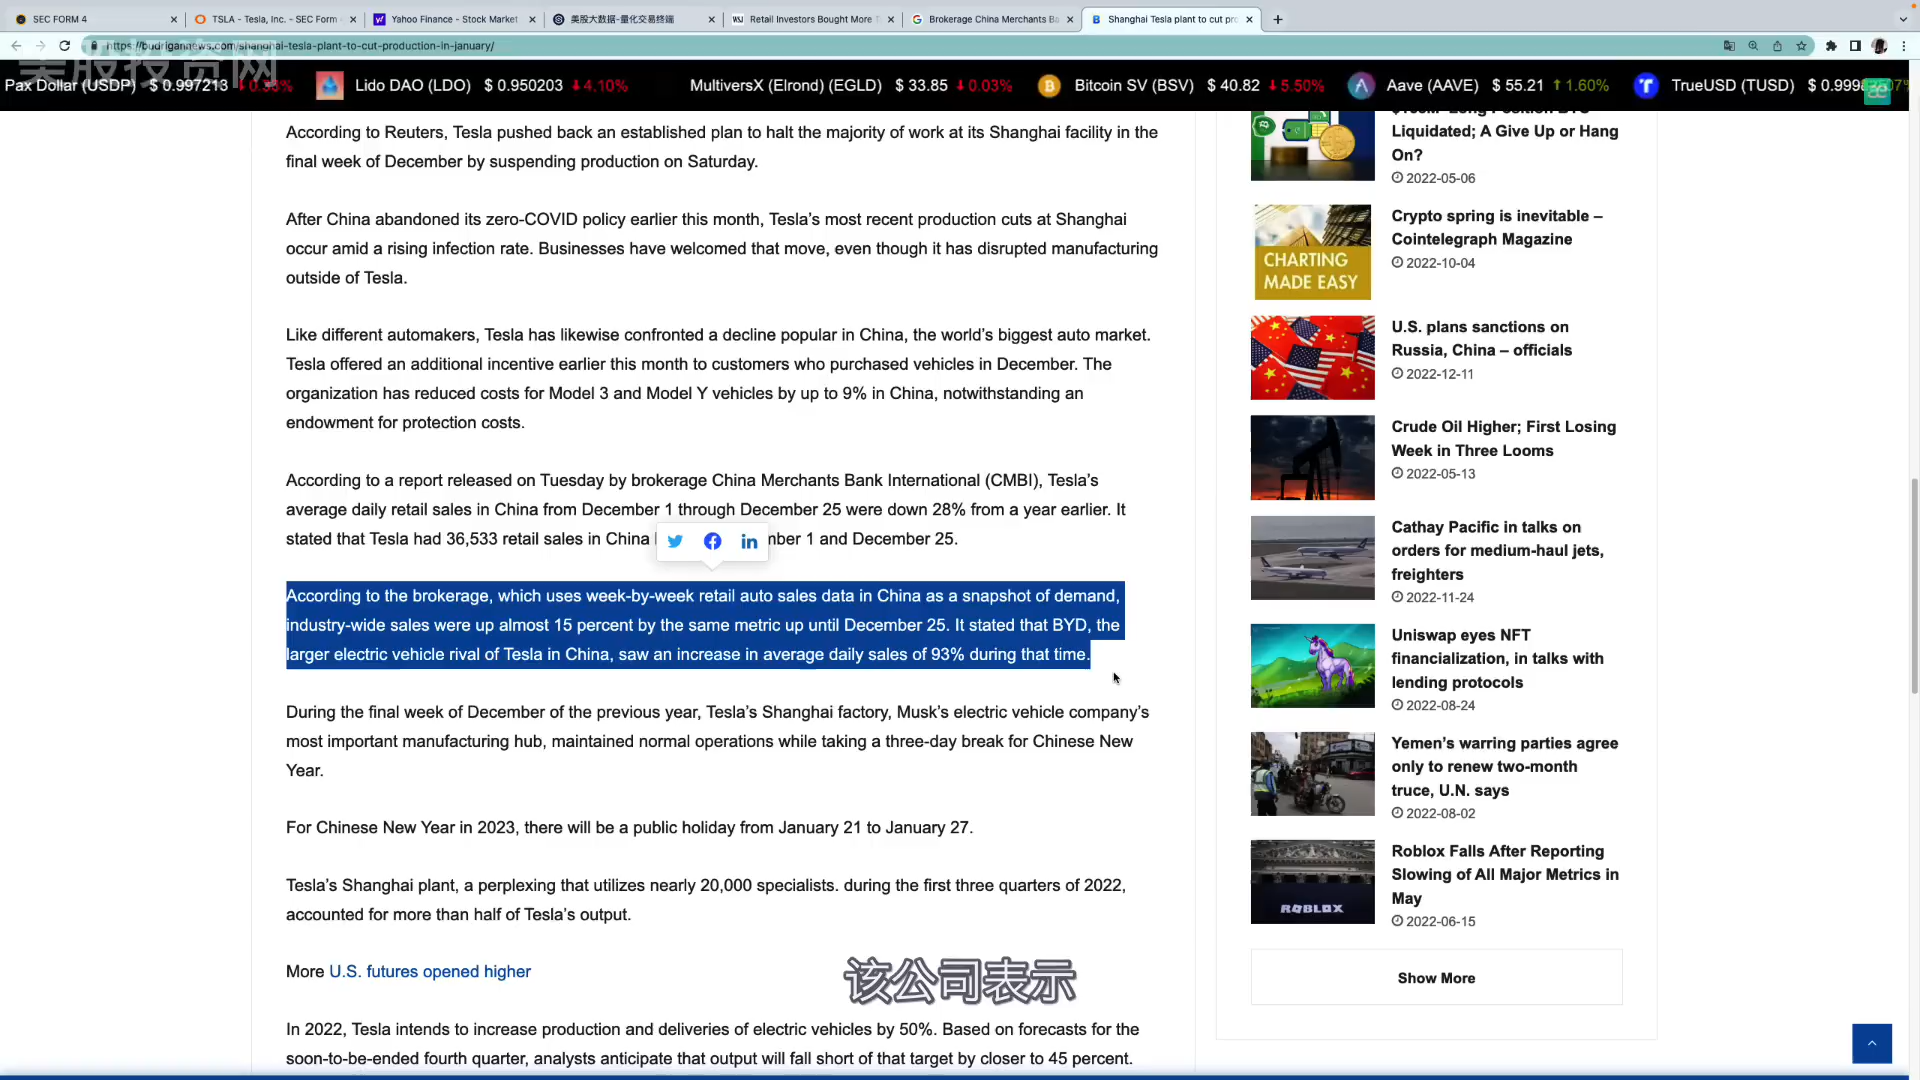 SEC FORM 4
TSLA - Tesla, Inc. - SEC Form 4
Yahoo Finance - Stock Market
美股大数据-量化交易终端
Retail Investors Bought More T
Brokerage China Merchants Ba
Shanghai Tesla plant to cut pro
https://budrigannews.com/shanghai-tesla-plant-to-cut-production-in-january/
美股投资网
Pax Dollar (USDP) $ 0.997213
Lido DAO (LDO) $ 0.950203 4.10%
MultiversX (Elrond) (EGLD) $ 33.85 0.03%
Bitcoin SV (BSV) $ 40.82 5.50%
Aave (AAVE) $ 55.21 1.60%
TrueUSD (TUSD)
According to Reuters, Tesla pushed back an established plan to halt the majority of work at its Shanghai facility in the
final week of December by suspending production on Saturday.
After China abandoned its zero-COVID policy earlier this month, Tesla's most recent production cuts at Shanghai
occur amid a rising infection rate. Businesses have welcomed that move, even though it has disrupted manufacturing
outside of Tesla.
Like different automakers, Tesla has likewise confronted a decline popular in China, the world's biggest auto market.
Tesla offered an additional incentive earlier this month to customers who purchased vehicles in December. The
organization has reduced costs for Model 3 and Model Y vehicles by up to 9% in China, notwithstanding an
endowment for protection costs.
According to a report released on Tuesday by brokerage China Merchants Bank International (CMBI), Tesla's
average daily retail sales in China from December 1 through December 25 were down 28% from a year earlier. It
stated that Tesla had 36,533 retail sales in China mber 1 and December 25.
According to the brokerage, which uses week-by-week retail auto sales data in China as a snapshot of demand,
industry-wide sales were up almost 15 percent by the same metric up until December 25. It stated that BYD, the
larger electric vehicle rival of Tesla in China, saw an increase in average daily sales of 93% during that time.
During the final week of December of the previous year, Tesla's Shanghai factory, Musk's electric vehicle company's
most important manufacturing hub, maintained normal operations while taking a three-day break for Chinese New
Year.
For Chinese New Year in 2023, there will be a public holiday from January 21 to January 27.
Tesla's Shanghai plant, a perplexing that utilizes nearly 20,000 specialists. during the first three quarters of 2022,
accounted for more than half of Tesla's output.
More U.S. futures opened higher
该公司表示
In 2022, Tesla intends to increase production and deliveries of electric vehicles by 50%. Based on forecasts for the
soon-to-be-ended fourth quarter, analysts anticipate that output will fall short of that target by closer to 45 percent.
Liquidated; A Give Up or Hang
On?
2022-05-06
CHARTING
MADE EASY
Crypto spring is inevitable –
Cointelegraph Magazine
2022-10-04
U.S. plans sanctions on
Russia, China – officials
2022-12-11
Crude Oil Higher; First Losing
Week in Three Looms
2022-05-13
Cathay Pacific in talks on
orders for medium-haul jets,
freighters
2022-11-24
Uniswap eyes NFT
financialization, in talks with
lending protocols
2022-08-24
Yemen's warring parties agree
only to renew two-month
truce, U.N. says
2022-08-02
ROBLOX
Roblox Falls After Reporting
Slowing of All Major Metrics in
May
2022-06-15
Show More